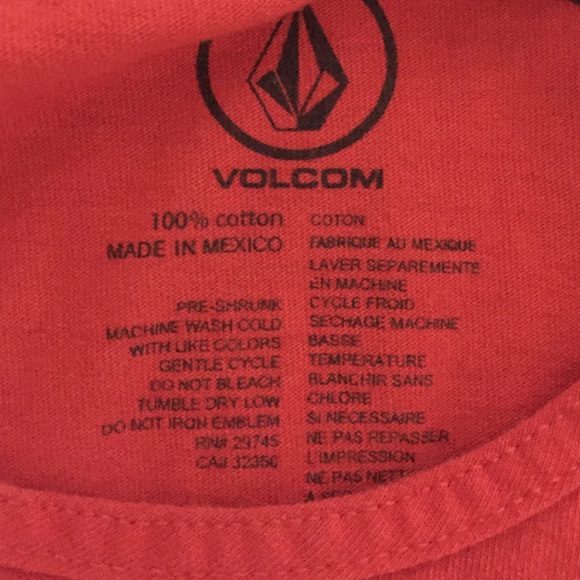 VOLCOM
100% cotton
MADE IN MEXICO
PRE-SHRUNK
MACHINE WASH COLD
WITH LIKE COLORS
GENTLE CYCLE
DO NOT BLEACH
TUMBLE DRY LOW
DO NOT IRON EMBLEM
RN# 29745
CA# 32356
COTON
FABRIQUE AU MEXIQUE
LAVER SEPAREMENTE
EN MACHINE
CYCLE FROID
SECHAGE MACHINE
BASSE
TEMPERATURE
BLANCHIR SANS
CHLORE
SI NECESSAIRE
NE PAS REPASSER
L'IMPRESSION
NE PAS